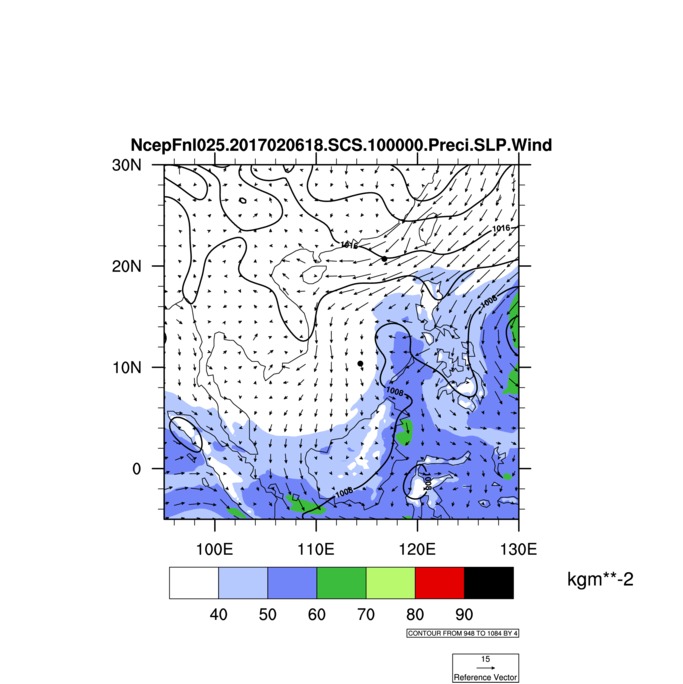 NcepFnl025.2017020618.SCS.100000.Preci.SLP.Wind
30N
20N
10N
0
1016
1016
1008
1008
1008
1008
100E 110E 120E 130E
kgm**-2
40 50 60 70 80 90
CONTOUR FROM 948 TO 1084 BY 4
15
Reference Vector